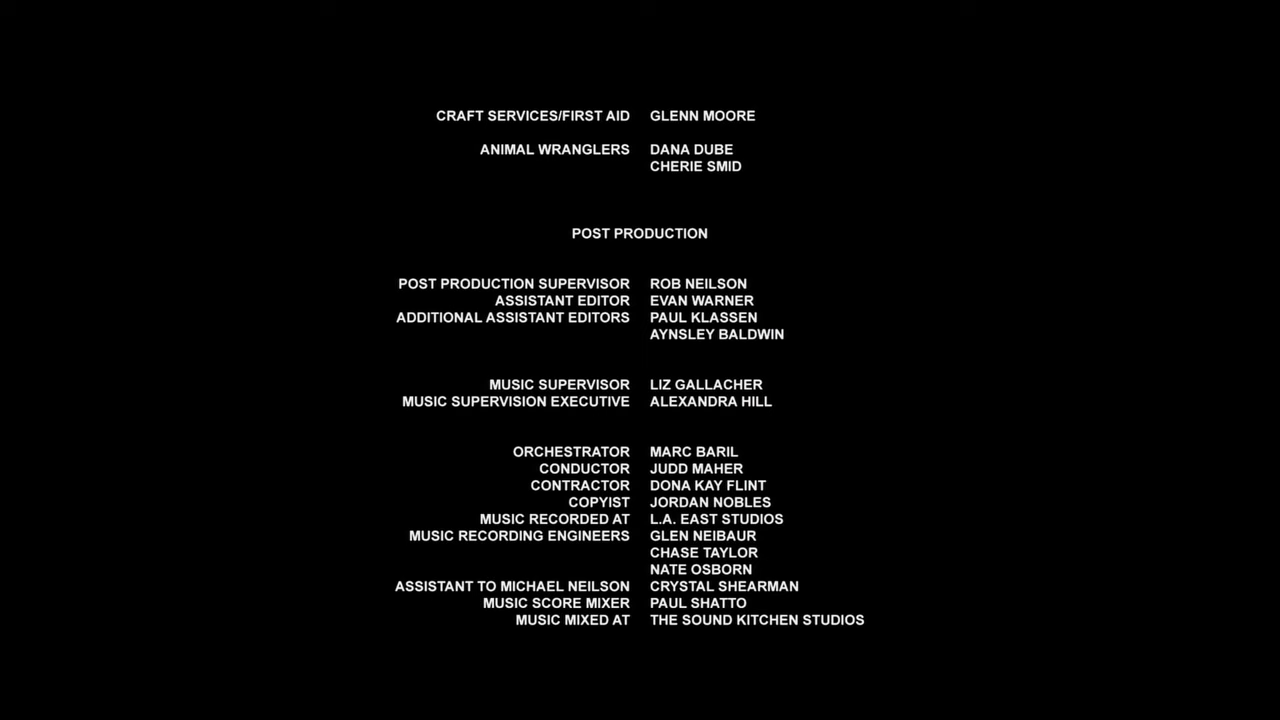 CRAFT SERVICES/FIRST AID GLENN MOORE
ANIMAL WRANGLERS DANA DUBE
CHERIE SMID
POST PRODUCTION
POST PRODUCTION SUPERVISOR ROB NEILSON
ASSISTANT EDITOR EVAN WARNER
ADDITIONAL ASSISTANT EDITORS PAUL KLASSEN
AYNSLEY BALDWIN
MUSIC SUPERVISOR LIZ GALLACHER
MUSIC SUPERVISION EXECUTIVE ALEXANDRA HILL
ORCHESTRATOR MARC BARIL
CONDUCTOR JUDD MAHER
CONTRACTOR DONA KAY FLINT
COPYIST JORDAN NOBLES
MUSIC RECORDED AT L.A. EAST STUDIOS
MUSIC RECORDING ENGINEERS GLEN NEIBAUR
CHASE TAYLOR
NATE OSBORN
ASSISTANT TO MICHAEL NEILSON CRYSTAL SHEARMAN
MUSIC SCORE MIXER PAUL SHATTO
MUSIC MIXED AT THE SOUND KITCHEN STUDIOS